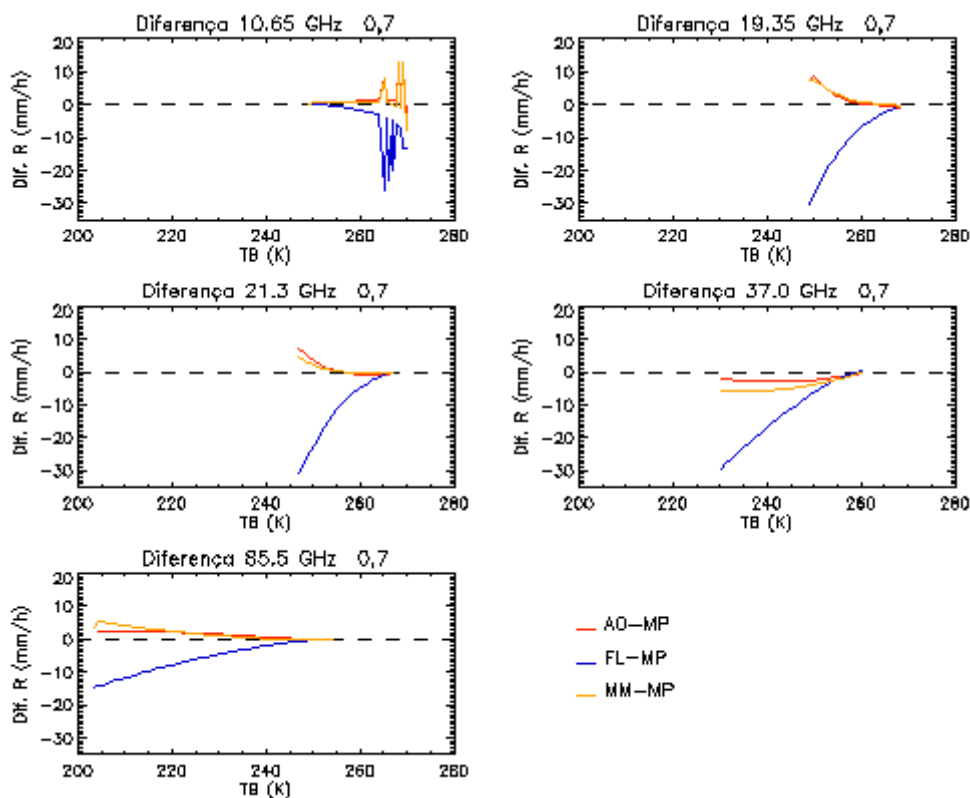 Diferença 10.65 GHz 0,7
20
10
0
-10
-20
-30
Dif. R (mm/h)
200 220 240 260 280
TB (K)
Diferença 19.35 GHz 0,7
20
10
0
-10
-20
-30
Dif. R (mm/h)
200 220 240 260 280
TB (K)
Diferença 21.3 GHz 0,7
20
10
0
-10
-20
-30
Dif. R (mm/h)
200 220 240 260 280
TB (K)
Diferença 37.0 GHz 0,7
20
10
0
-10
-20
-30
Dif. R (mm/h)
200 220 240 260 280
TB (K)
Diferença 85.5 GHz 0,7
20
10
0
-10
-20
-30
Dif. R (mm/h)
200 220 240 260 280
TB (K)
AO-MP
FL-MP
MM-MP